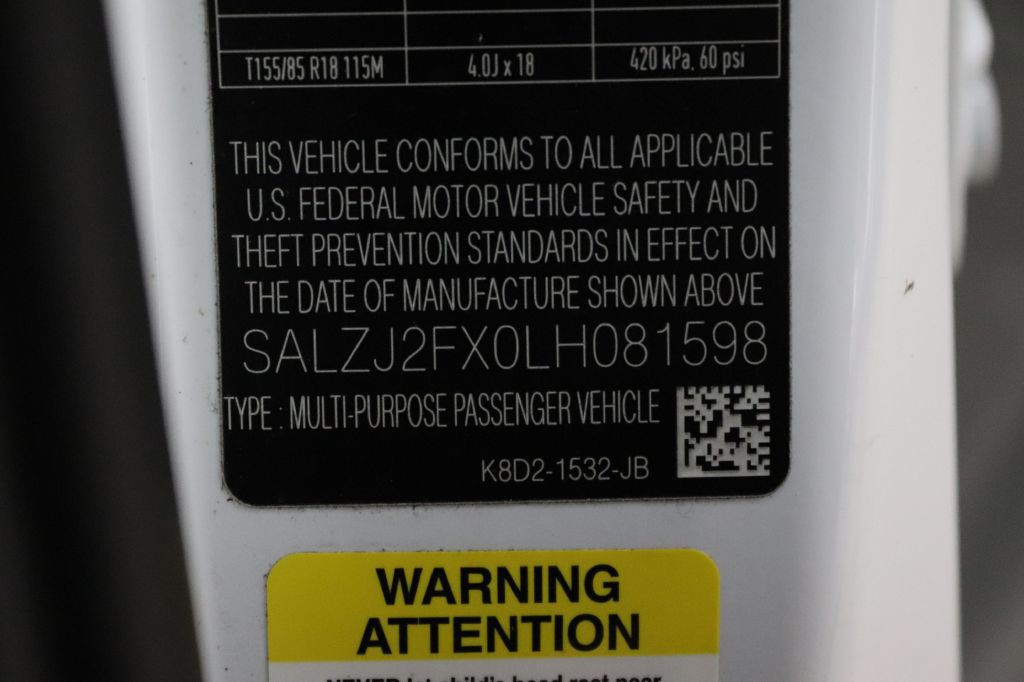 T155/85 R18 115M 4.0J x 18 420 kPa, 60 psi
THIS VEHICLE CONFORMS TO ALL APPLICABLE
U.S. FEDERAL MOTOR VEHICLE SAFETY AND
THEFT PREVENTION STANDARDS IN EFFECT ON
THE DATE OF MANUFACTURE SHOWN ABOVE
SALZJ2FX0LH081598
TYPE : MULTI-PURPOSE PASSENGER VEHICLE
K8D2-1532-JB
WARNING
ATTENTION